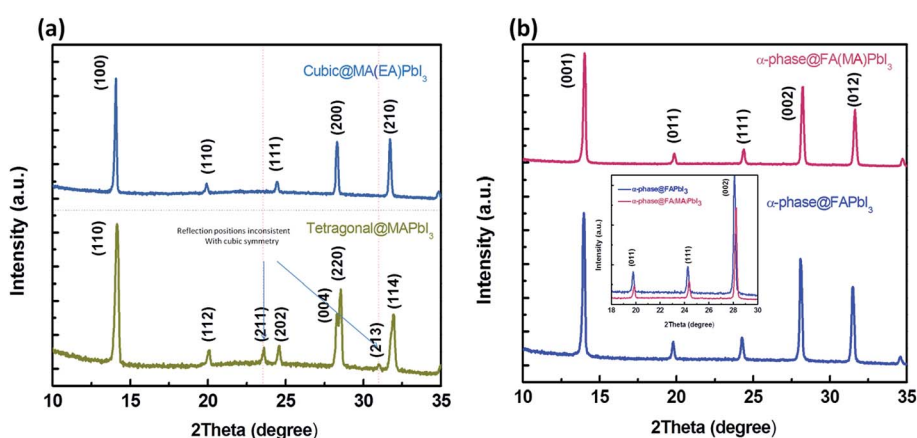 (a)
Cubic@MA(EA)PbI3
(100)
(110)
(111)
(200)
(210)
Tetragonal@MAPbI3
Reflection positions inconsistent
With cubic symmetry
(110)
(112)
(211)
(202)
(004)
(220)
(213)
(114)
Intensity (a.u.)
10 15 20 25 30 35
2Theta (degree)
(b)
α-phase@FA(MA)PbI3
(001)
(011)
(111)
(002)
(012)
α-phase@FAPbI3
α-phase@FAPbI3
α-phase@FA(MA)PbI3
(011)
(111)
(002)
Intensity (a.u.)
18 20 22 24 26 28 30
2Theta (degree)
Intensity (a.u.)
10 15 20 25 30 35
2Theta (degree)